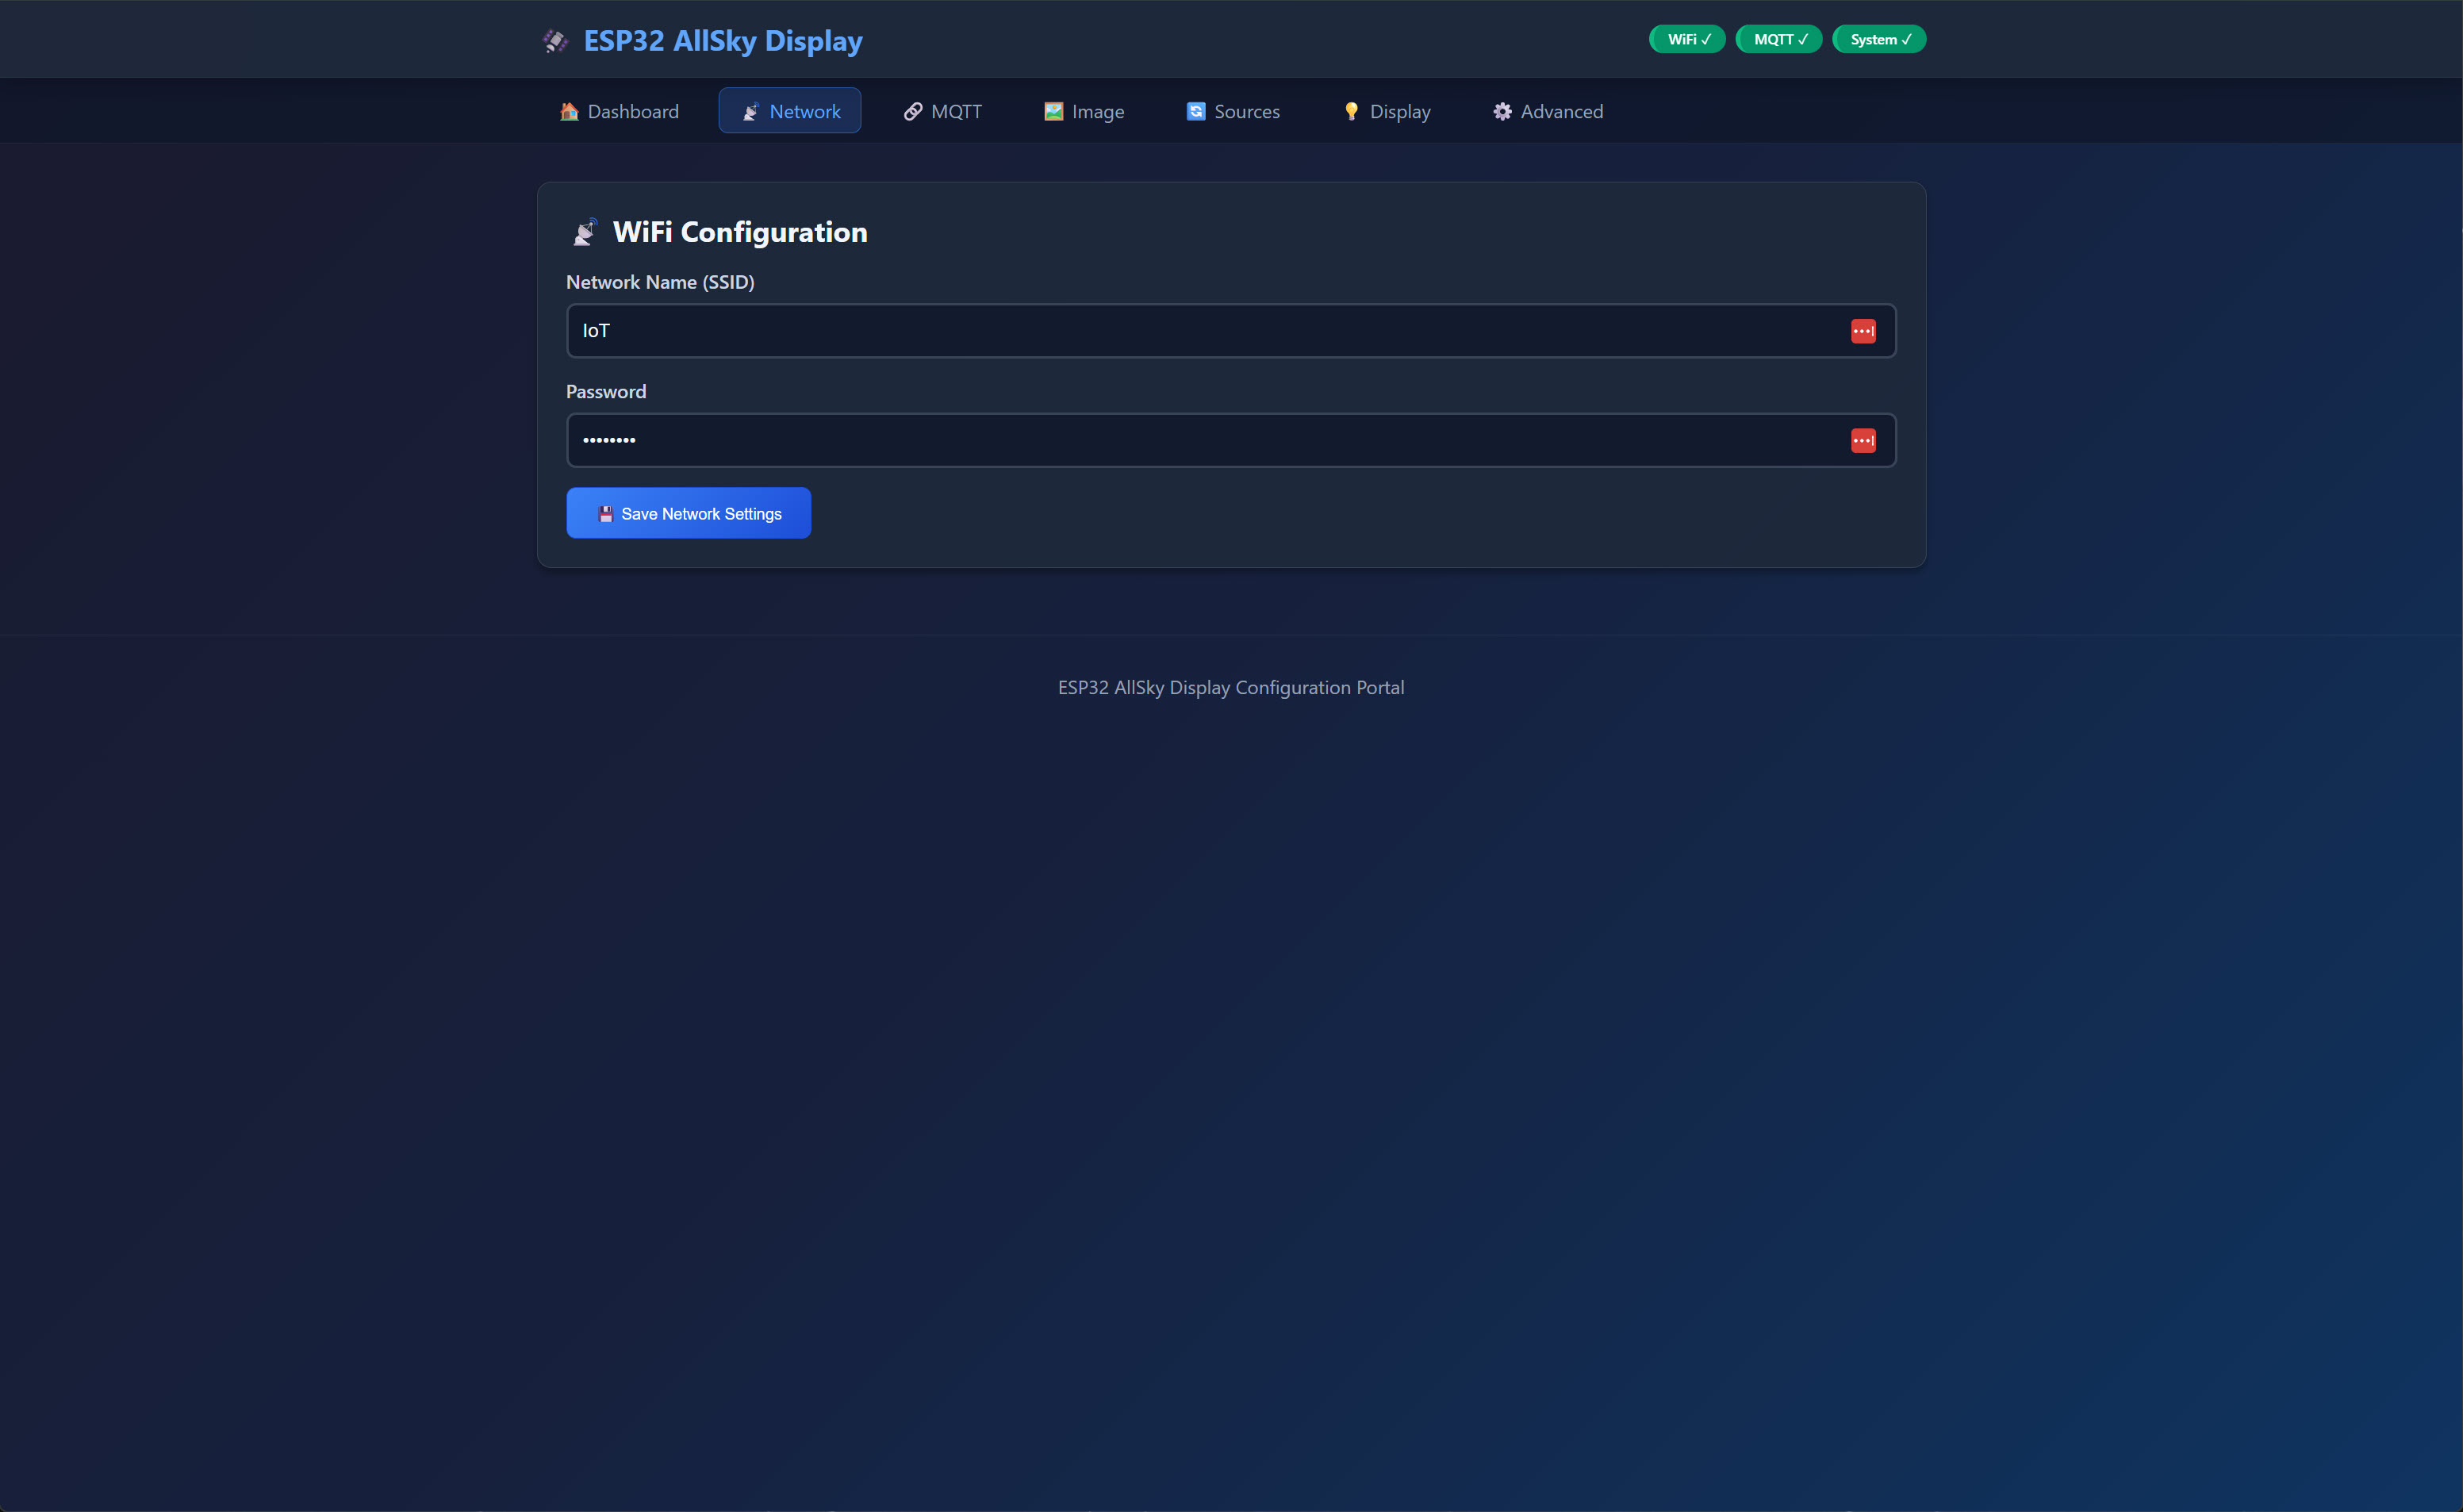 ESP32 AllSky Display
WiFi ✓ MQTT ✓ System ✓
Dashboard Network MQTT Image Sources Display Advanced
WiFi Configuration
Network Name (SSID)
IoT
Password
••••••••
Save Network Settings
ESP32 AllSky Display Configuration Portal